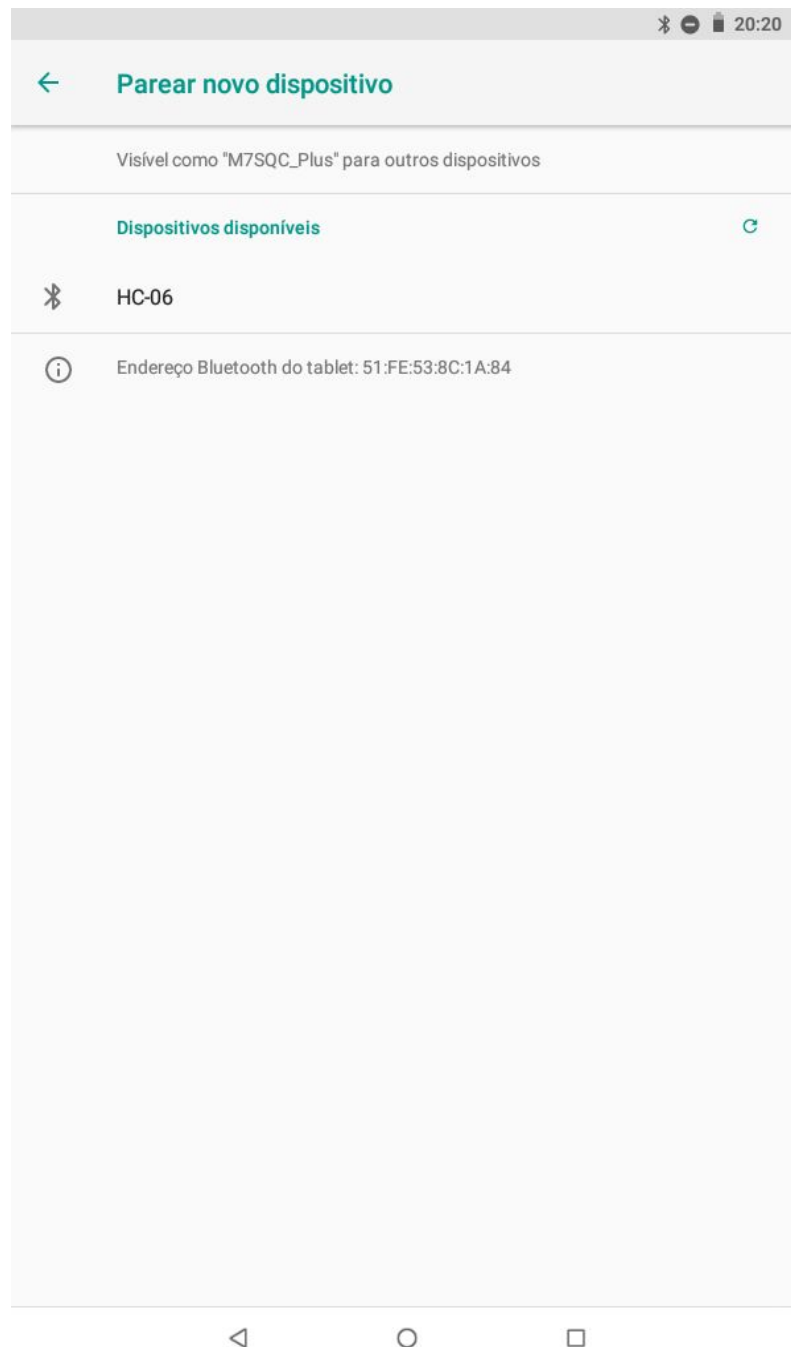 20:20
Parear novo dispositivo
Visível como "M7SQC_Plus" para outros dispositivos
Dispositivos disponíveis
HC-06
Endereço Bluetooth do tablet: 51:FE:53:8C:1A:84